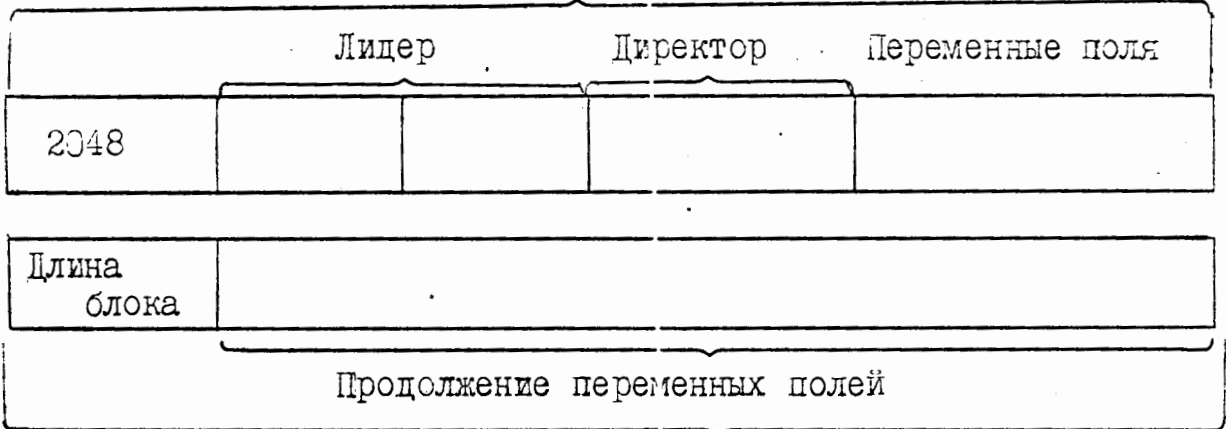 Лидер Директор Переменные поля
2048
Длина
блока
Продолжение переменных полей